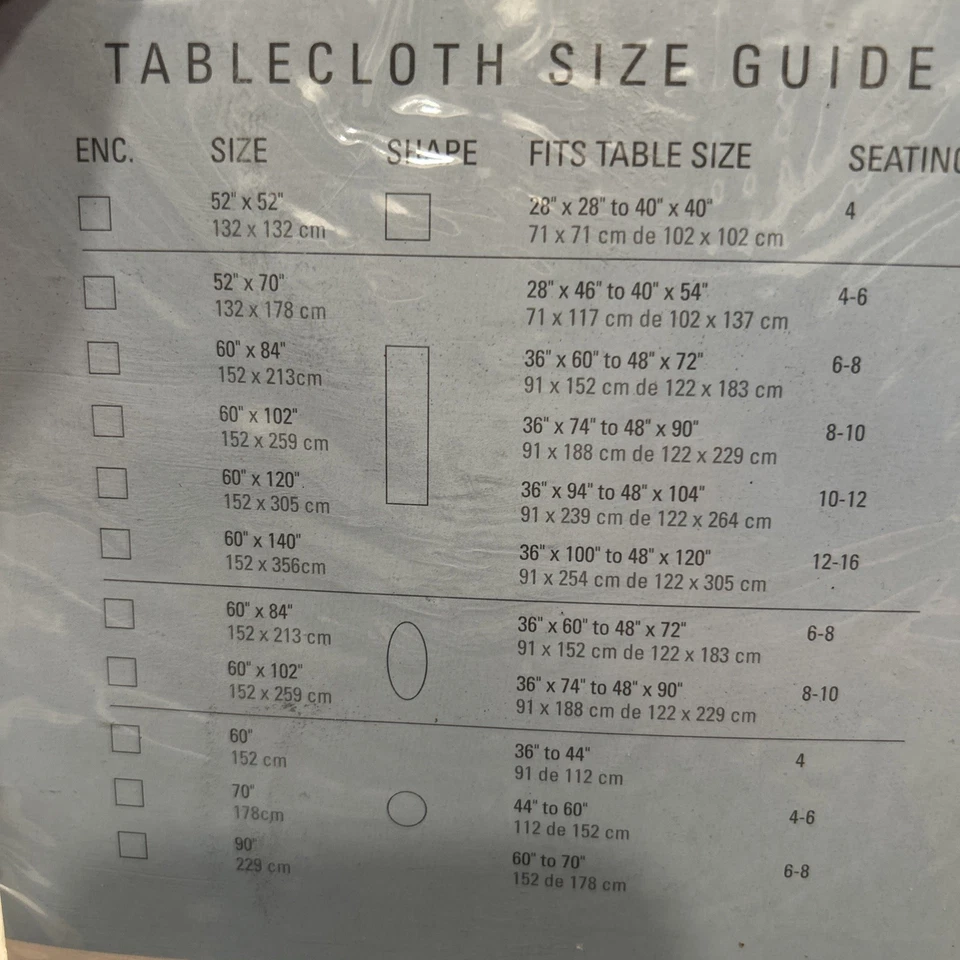 TABLECLOTH SIZE GUIDE
ENC. SIZE SHAPE FITS TABLE SIZE SEATING
52" x 52" 28" x 28" to 40" x 40" 4
132 x 132 cm 71 x 71 cm de 102 x 102 cm
52" x 70" 28" x 46" to 40" x 54" 4-6
132 x 178 cm 71 x 117 cm de 102 x 137 cm
60" x 84" 36" x 60" to 48" x 72" 6-8
152 x 213cm 91 x 152 cm de 122 x 183 cm
60" x 102" 36" x 74" to 48" x 90" 8-10
152 x 259 cm 91 x 188 cm de 122 x 229 cm
60" x 120" 36" x 94" to 48" x 104" 10-12
152 x 305 cm 91 x 239 cm de 122 x 264 cm
60" x 140" 36" x 100" to 48" x 120" 12-16
152 x 356cm 91 x 254 cm de 122 x 305 cm
60" x 84" 36" x 60" to 48" x 72" 6-8
152 x 213 cm 91 x 152 cm de 122 x 183 cm
60" x 102" 36" x 74" to 48" x 90" 8-10
152 x 259 cm 91 x 188 cm de 122 x 229 cm
60" 36" to 44" 4
152 cm 91 de 112 cm
70" 44" to 60" 4-6
178cm 112 de 152 cm
90" 60" to 70" 6-8
229 cm 152 de 178 cm